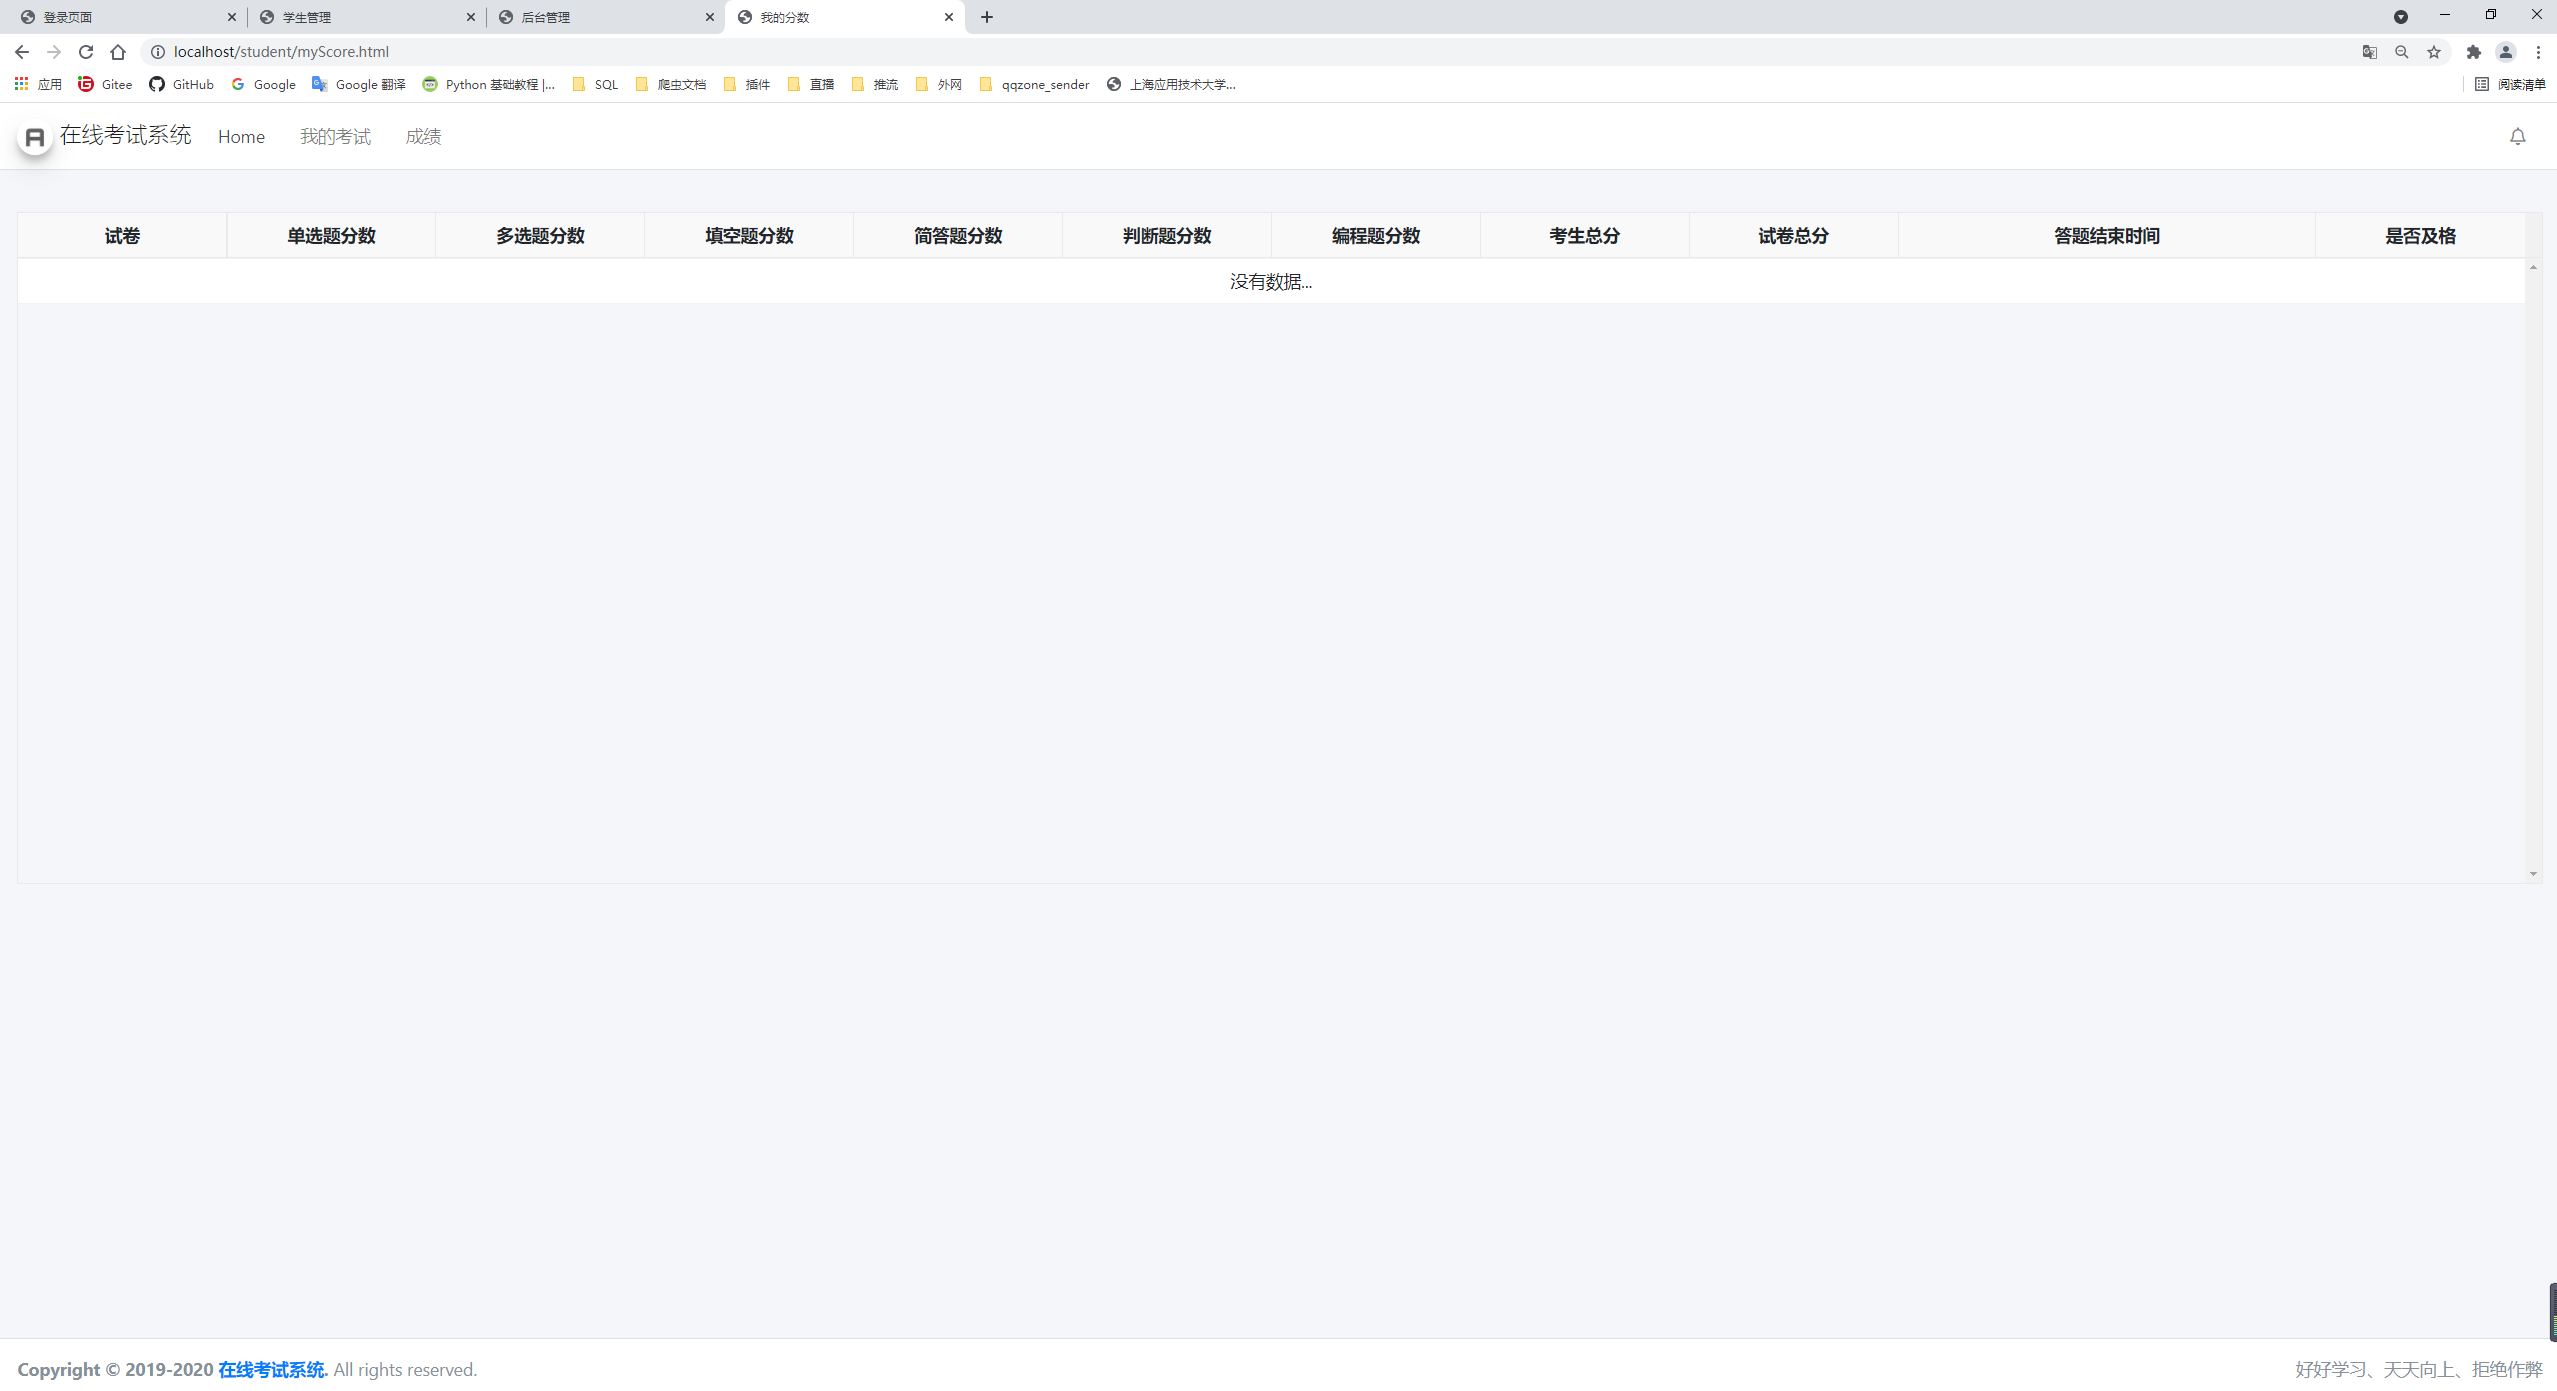 登录页面 学生管理 后台管理 我的分数
localhost/student/myScore.html
应用 Gitee GitHub Google Google 翻译 Python 基础教程 |... SQL 爬虫文档 插件 直播 推流 外网 qqzone_sender 上海应用技术大学... 阅读清单
在线考试系统 Home 我的考试 成绩
试卷 单选题分数 多选题分数 填空题分数 简答题分数 判断题分数 编程题分数 考生总分 试卷总分 答题结束时间 是否及格
没有数据...
Copyright © 2019-2020 在线考试系统. All rights reserved. 好好学习、天天向上、拒绝作弊